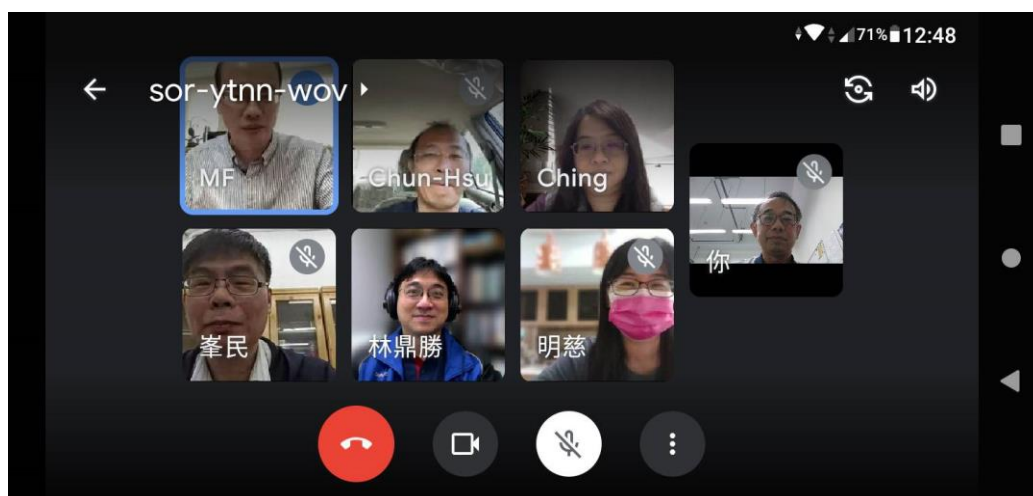 71% 12:48
sor-ytnn-wov
MF
Chun-Hsu
Ching
你
峯民
林鼎勝
明慈